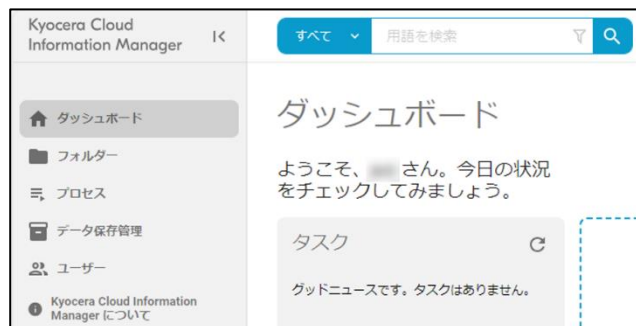 Kyocera Cloud
Information Manager
すべて
用語を検索
ダッシュボード
フォルダー
プロセス
データ保存管理
ユーザー
Kyocera Cloud Information
Manager について
ダッシュボード
ようこそ、 さん。今日の状況
をチェックしてみましょう。
タスク
グッドニュースです。タスクはありません。